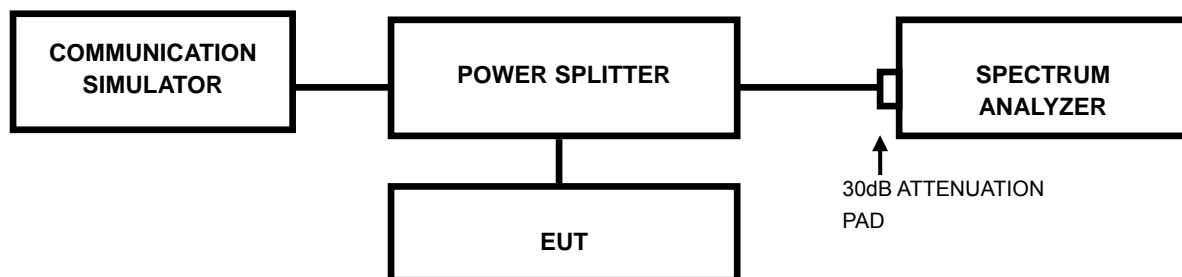 COMMUNICATION
SIMULATOR
POWER SPLITTER
SPECTRUM
ANALYZER
30dB ATTENUATION
PAD
EUT